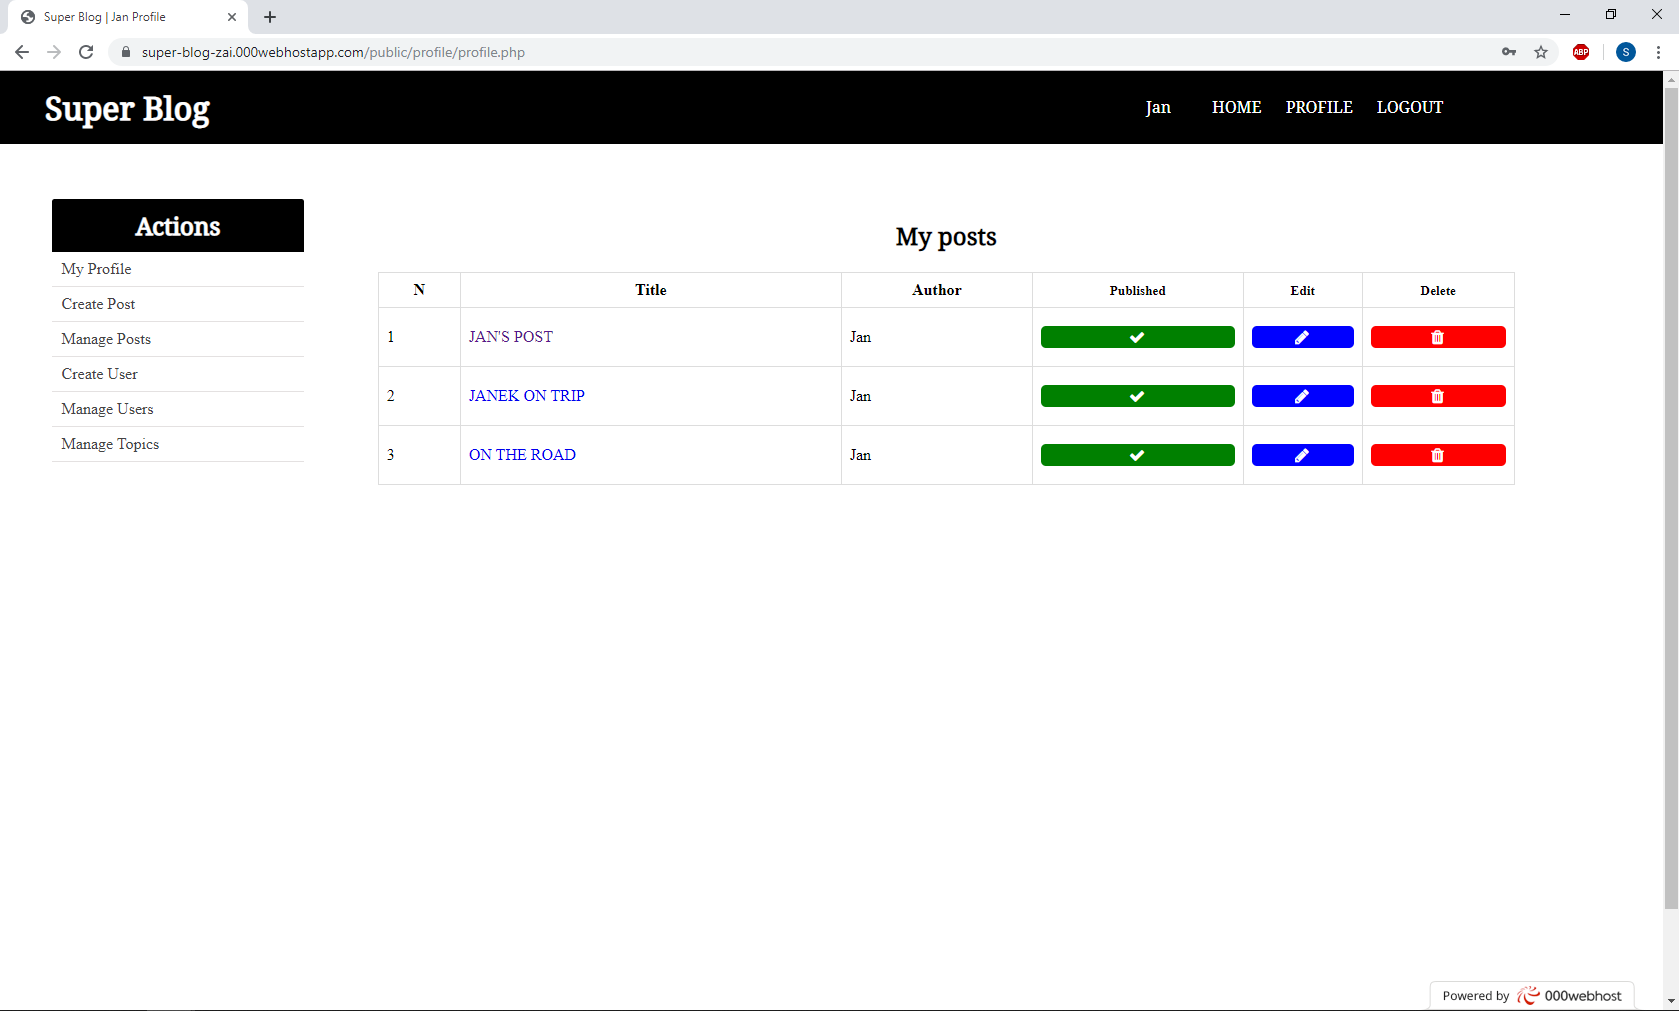 Super Blog | Jan Profile
super-blog-zai.000webhostapp.com/public/profile/profile.php
ABP
S
Super Blog
Jan HOME PROFILE LOGOUT
Actions
My Profile
Create Post
Manage Posts
Create User
Manage Users
Manage Topics
My posts
N Title Author Published Edit Delete
1 JAN'S POST Jan
2 JANEK ON TRIP Jan
3 ON THE ROAD Jan
Powered by 000webhost